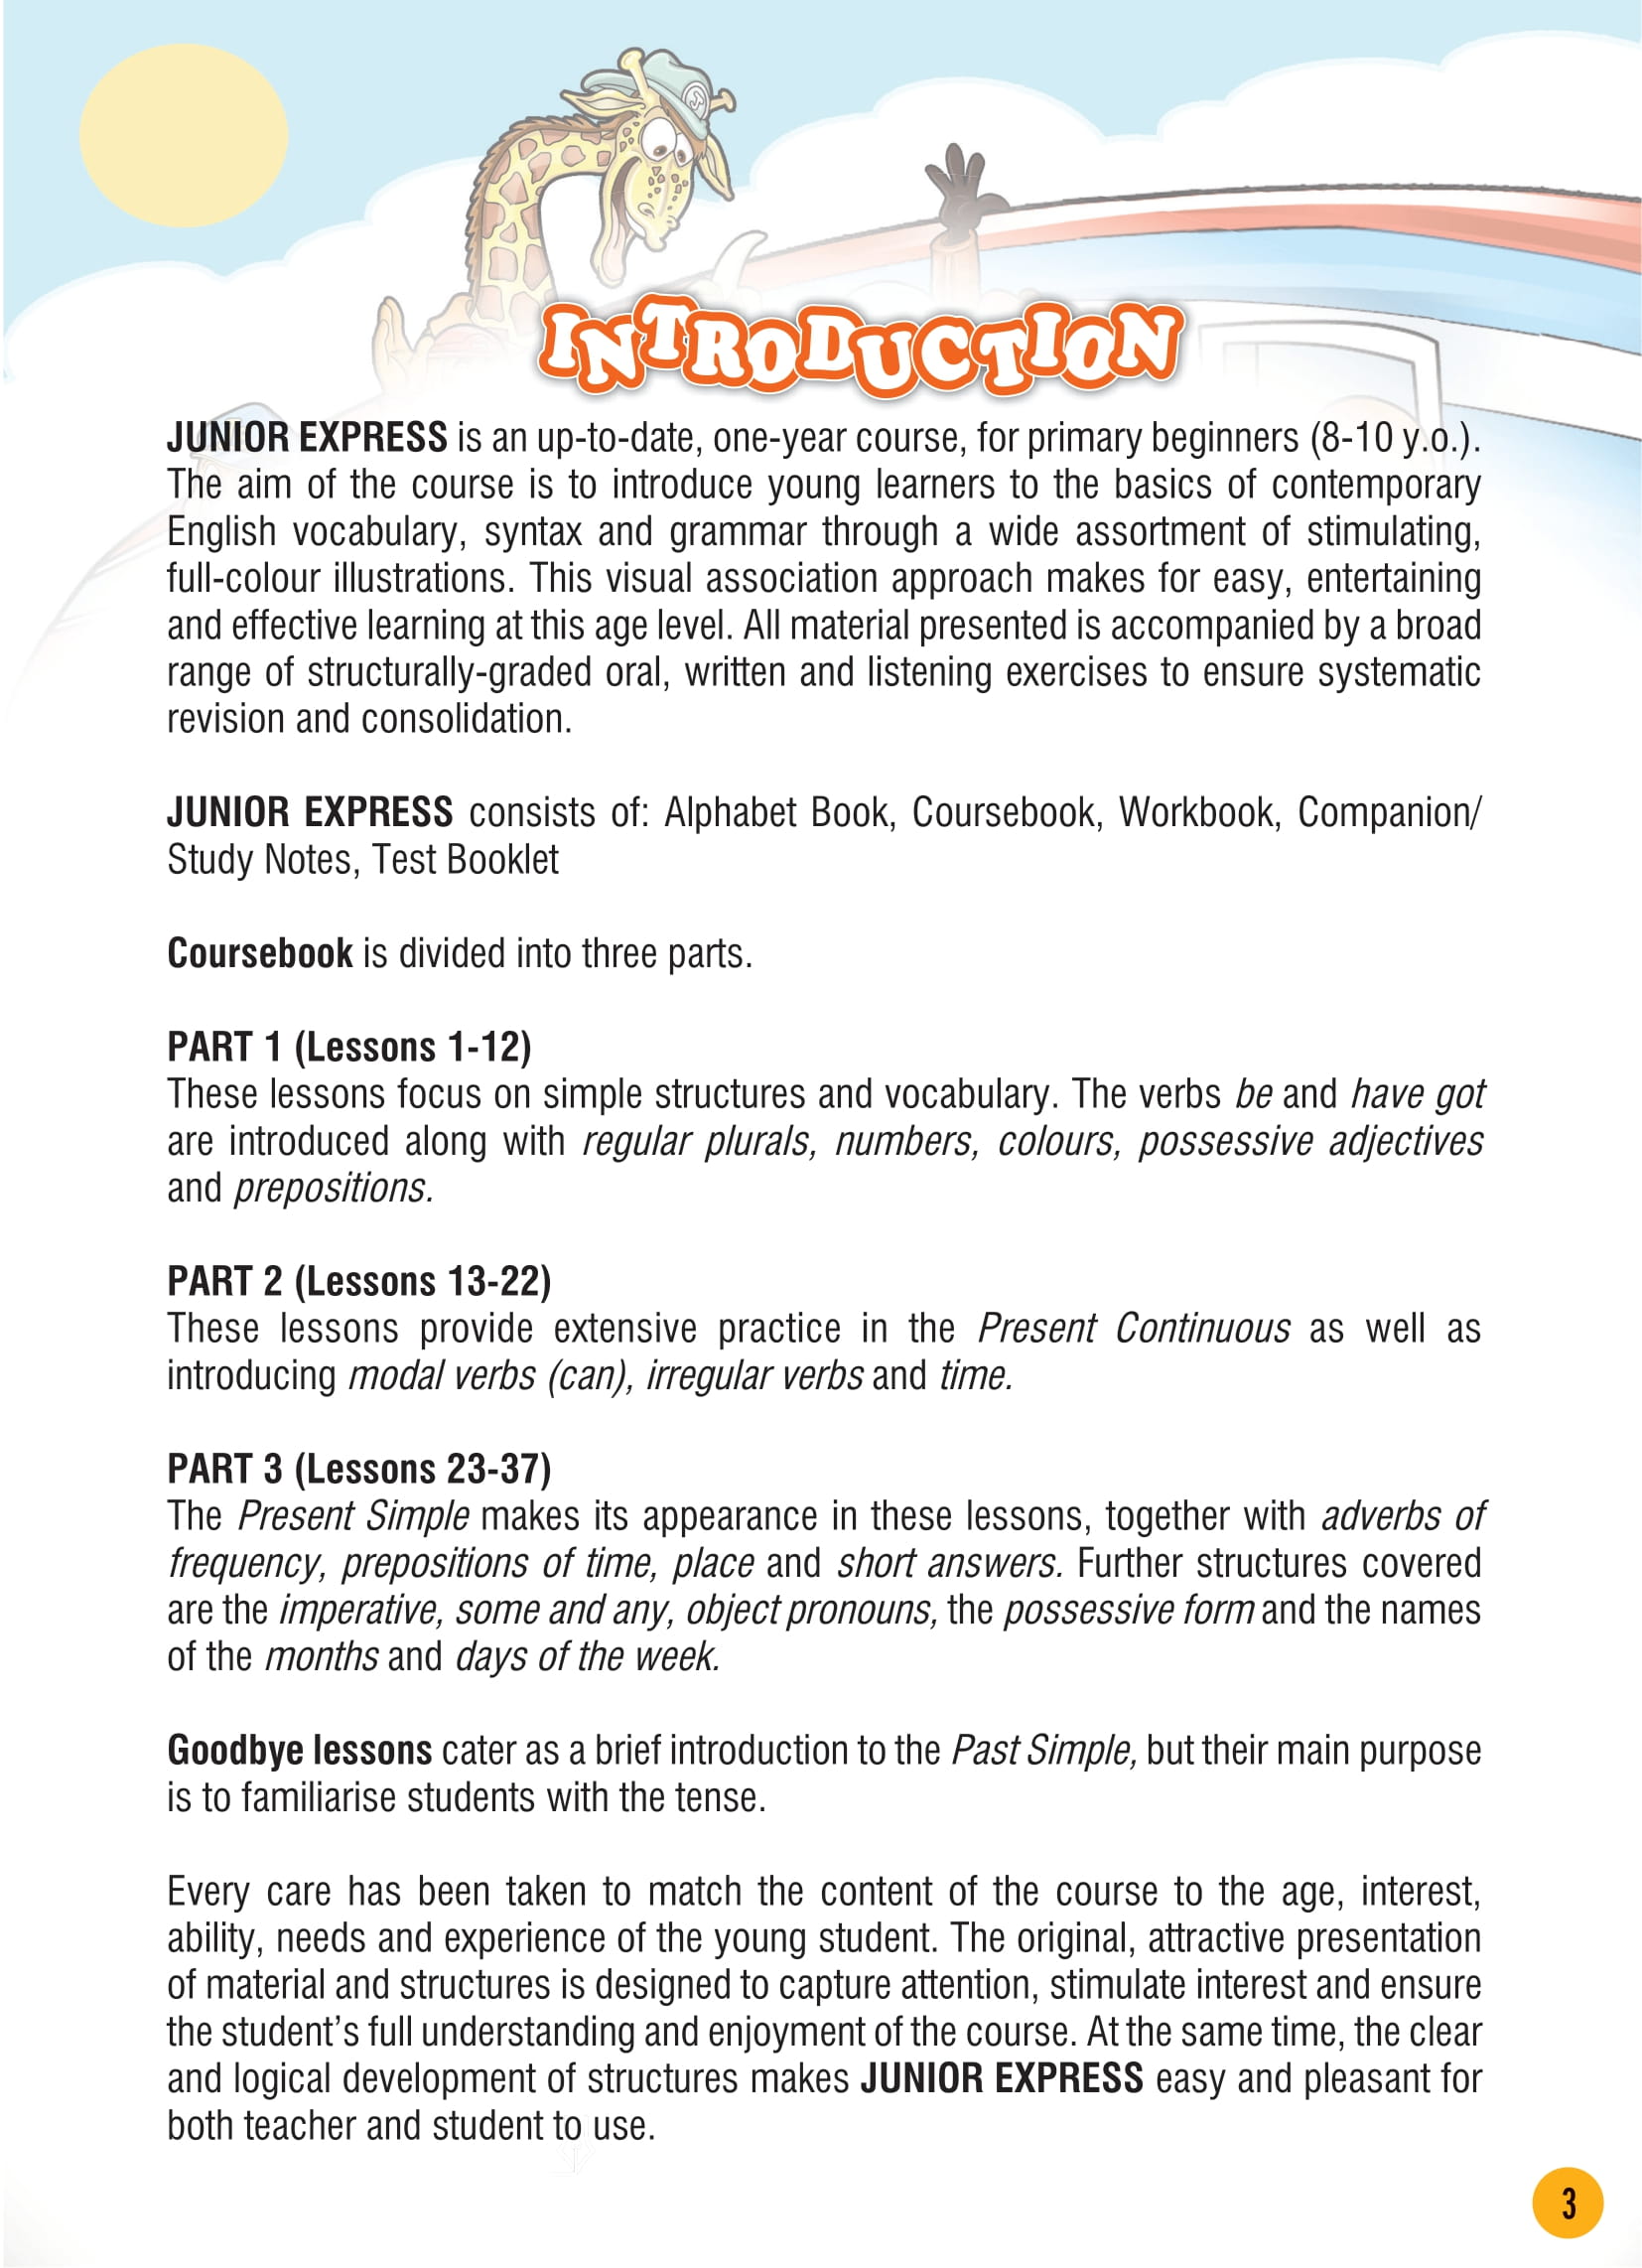 INTRODUCTION
JUNIOR EXPRESS is an up-to-date, one-year course, for primary beginners (8-10 y.o.).
The aim of the course is to introduce young learners to the basics of contemporary
English vocabulary, syntax and grammar through a wide assortment of stimulating,
full-colour illustrations. This visual association approach makes for easy, entertaining
and effective learning at this age level. All material presented is accompanied by a broad
range of structurally-graded oral, written and listening exercises to ensure systematic
revision and consolidation.
JUNIOR EXPRESS consists of: Alphabet Book, Coursebook, Workbook, Companion/
Study Notes, Test Booklet
Coursebook is divided into three parts.
PART 1 (Lessons 1-12)
These lessons focus on simple structures and vocabulary. The verbs be and have got
are introduced along with regular plurals, numbers, colours, possessive adjectives
and prepositions.
PART 2 (Lessons 13-22)
These lessons provide extensive practice in the Present Continuous as well as
introducing modal verbs (can), irregular verbs and time.
PART 3 (Lessons 23-37)
The Present Simple makes its appearance in these lessons, together with adverbs of
frequency, prepositions of time, place and short answers. Further structures covered
are the imperative, some and any, object pronouns, the possessive form and the names
of the months and days of the week.
Goodbye lessons cater as a brief introduction to the Past Simple, but their main purpose
is to familiarise students with the tense.
Every care has been taken to match the content of the course to the age, interest,
ability, needs and experience of the young student. The original, attractive presentation
of material and structures is designed to capture attention, stimulate interest and ensure
the student's full understanding and enjoyment of the course. At the same time, the clear
and logical development of structures makes JUNIOR EXPRESS easy and pleasant for
both teacher and student to use.
3